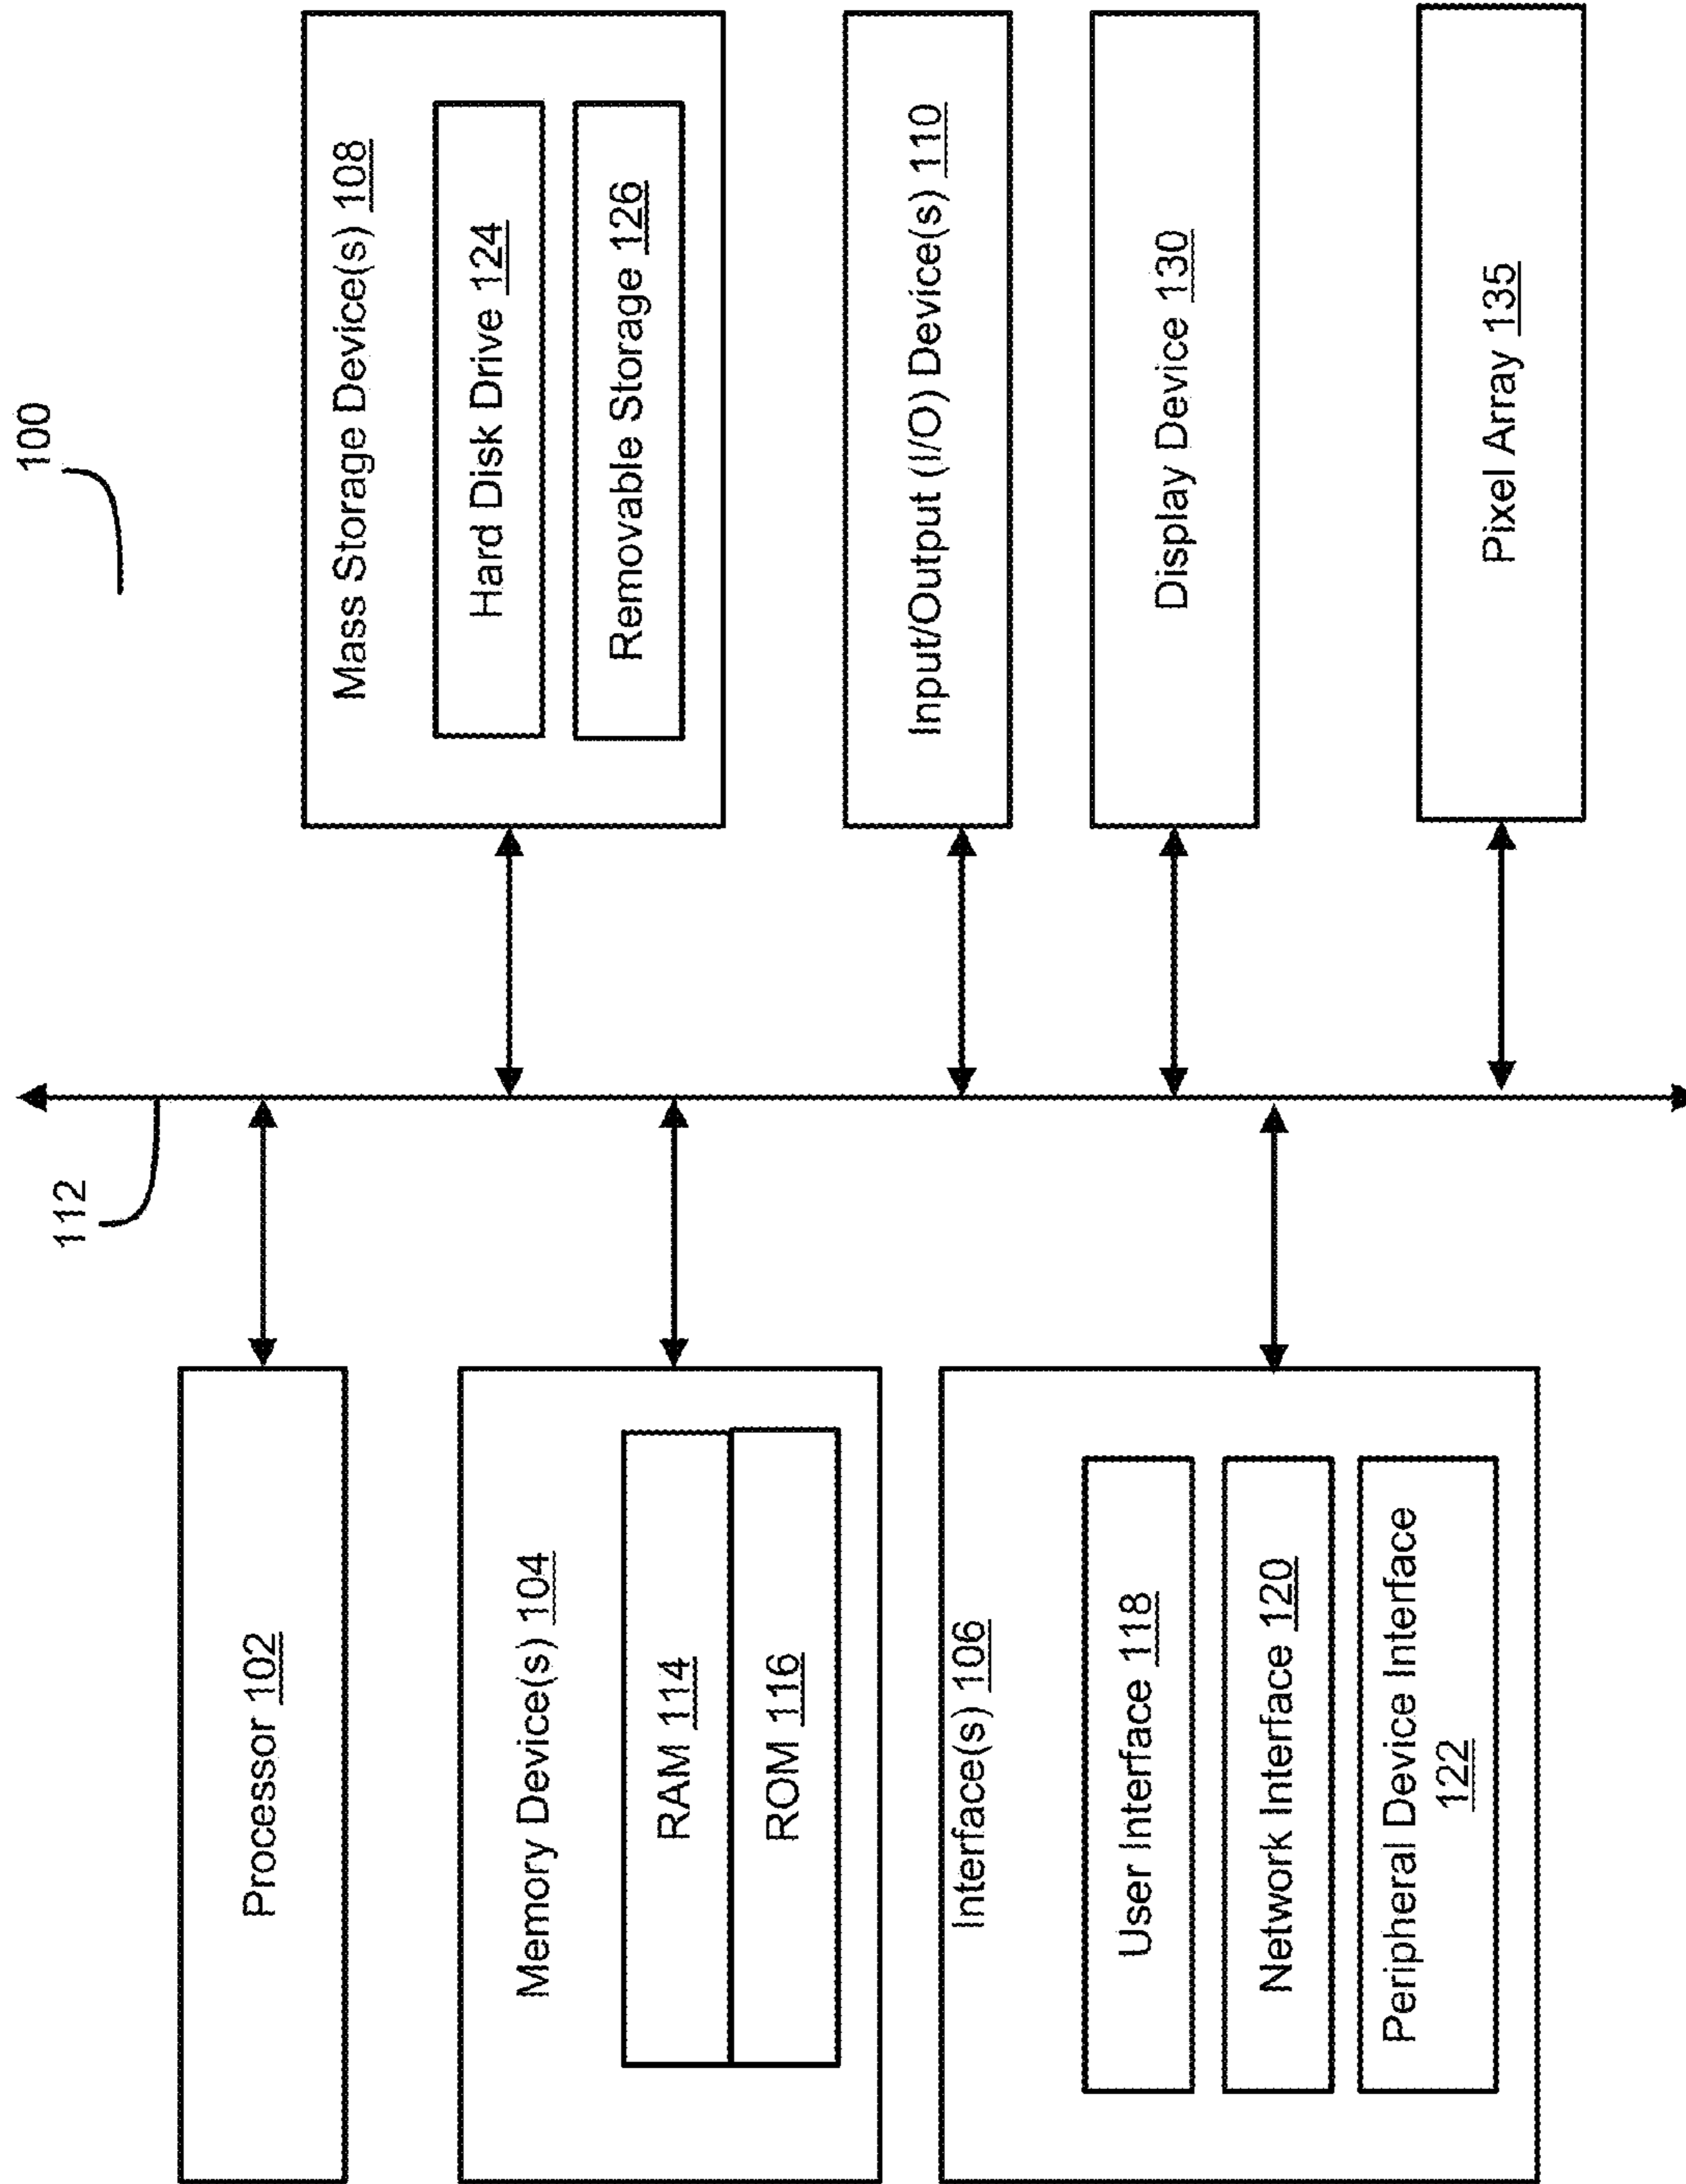 100
112
Processor 102
Memory Device(s) 104
RAM 114
ROM 116
Interface(s) 106
User Interface 118
Network Interface 120
Peripheral Device Interface
122
Mass Storage Device(s) 108
Hard Disk Drive 124
Removable Storage 126
Input/Output (I/O) Device(s) 110
Display Device 130
Pixel Array 135